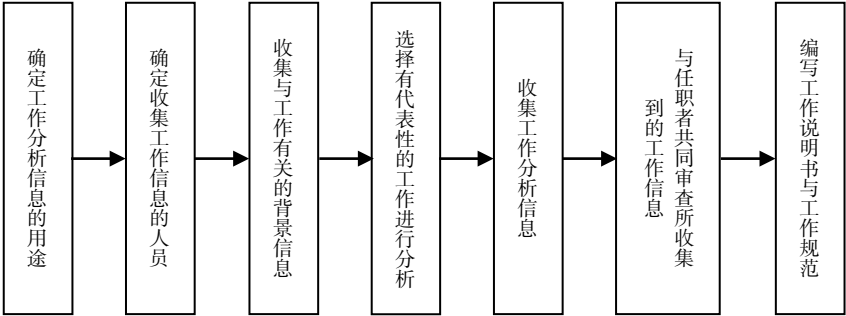 确定工作分析信息的用途
确定收集工作信息的人员
收集与工作有关的背景信息
选择有代表性的工作进行分析
收集工作分析信息
与任职者共同审查所收集
到的工作信息
编写工作说明书与工作规范